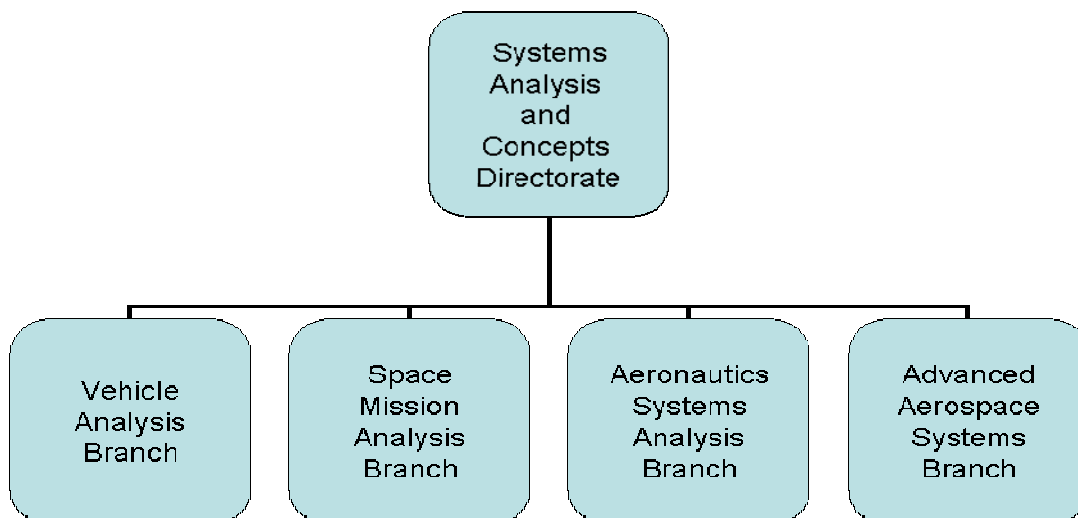 Systems
Analysis
and
Concepts
Directorate
Vehicle
Analysis
Branch
Space
Mission
Analysis
Branch
Aeronautics
Systems
Analysis
Branch
Advanced
Aerospace
Systems
Branch